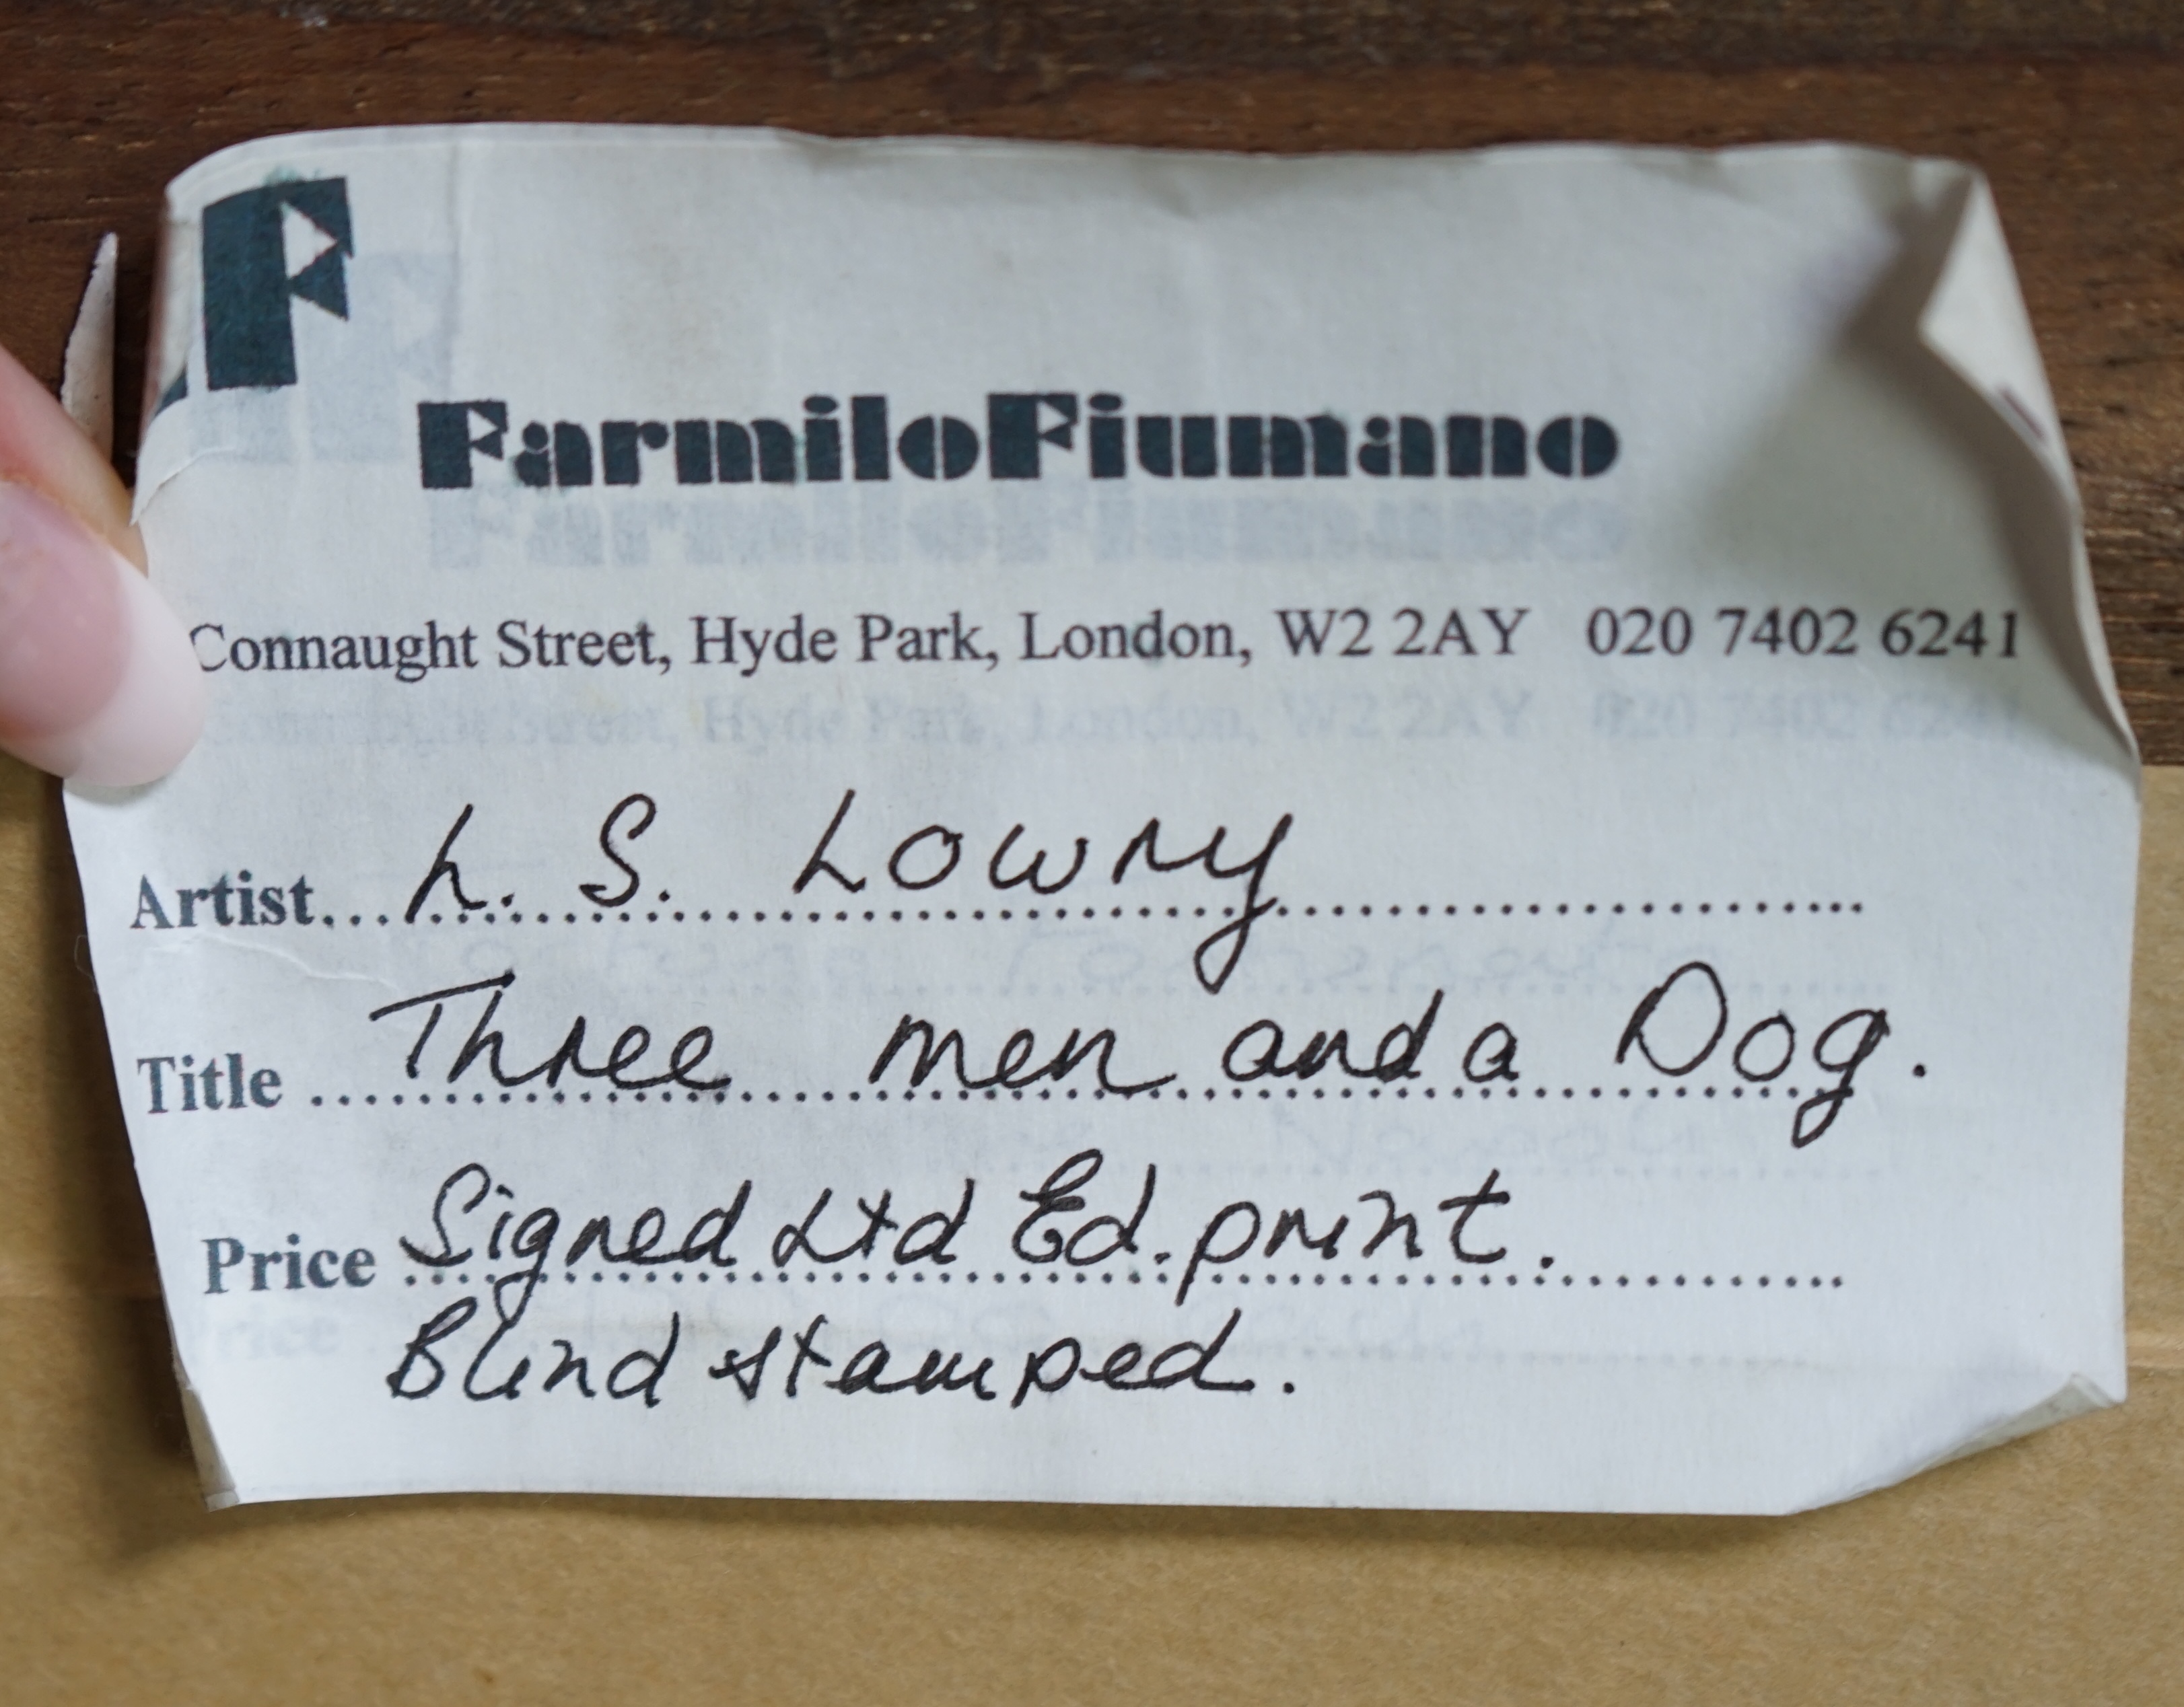 F
FarmiloFiumano
Connaught Street, Hyde Park, London, W2 2AY 020 7402 6241
Artist... L. S. Lowry
Title ... Three men and a Dog.
Price ... Signed Ltd Ed. print.
Blind stamped.